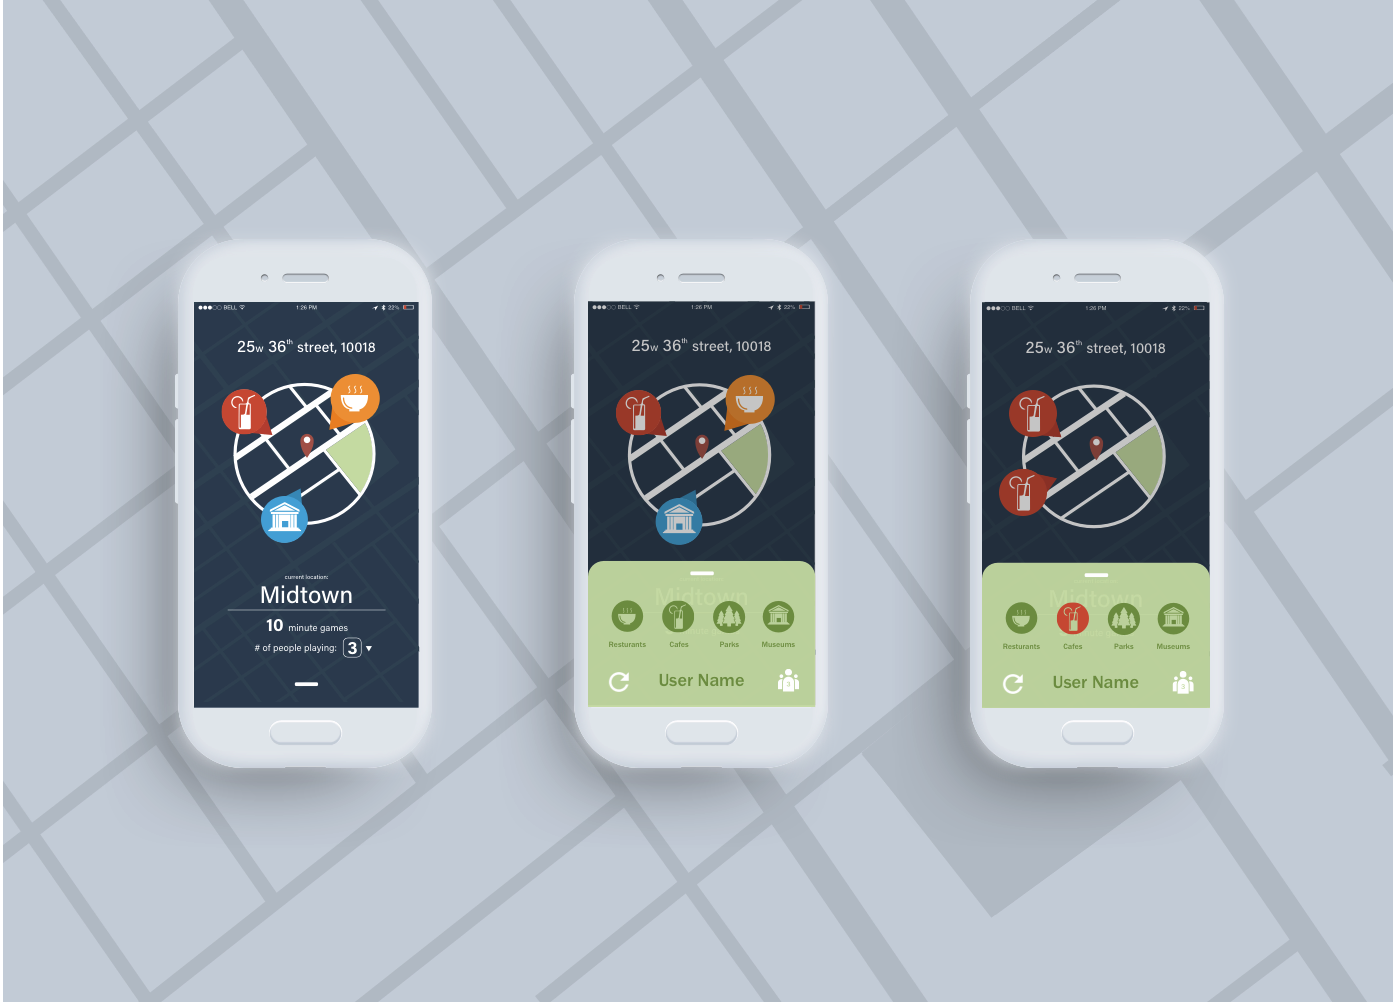 BELL 1:26 PM 22%
25w 36th street, 10018
current location:
Midtown
10 minute games
# of people playing: 3
BELL 1:26 PM 22%
25w 36th street, 10018
Midtown
Resturants Cafes Parks Museums
User Name 3
BELL 1:26 PM 22%
25w 36th street, 10018
Midtown
Resturants Cafes Parks Museums
User Name 3